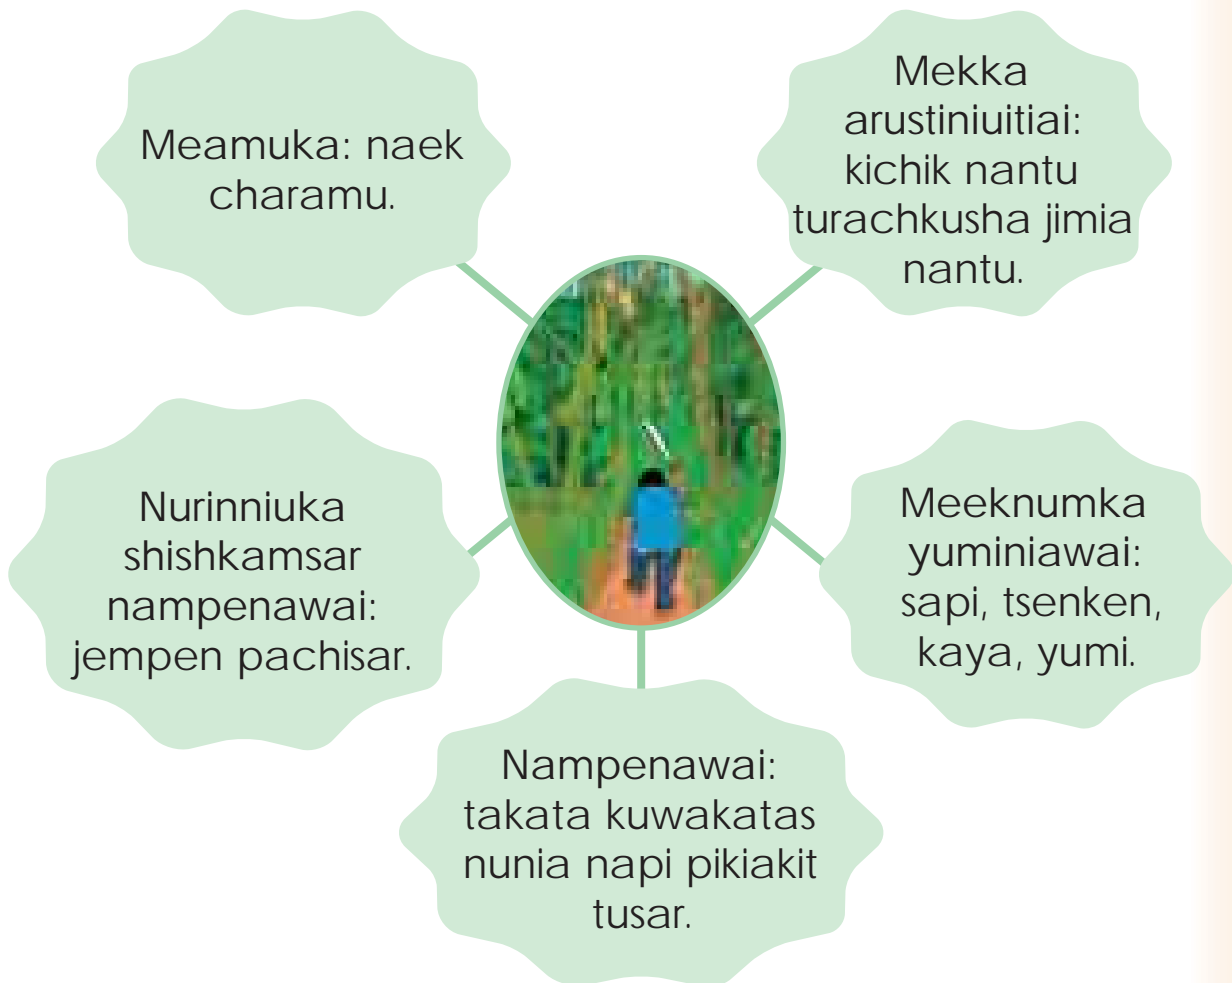 Meamuka: naek
charamu.
Mekka
arustiniuitiai:
kichik nantu
turachkusha jimia
nantu.
Nurinniuka
shishkamsar
nampenawai:
jempen pachisar.
Meeknumka
yuminiawai:
sapi, tsenken,
kaya, yumi.
Nampenawai:
takata kuwakatas
nunia napi pikiakit
tusar.